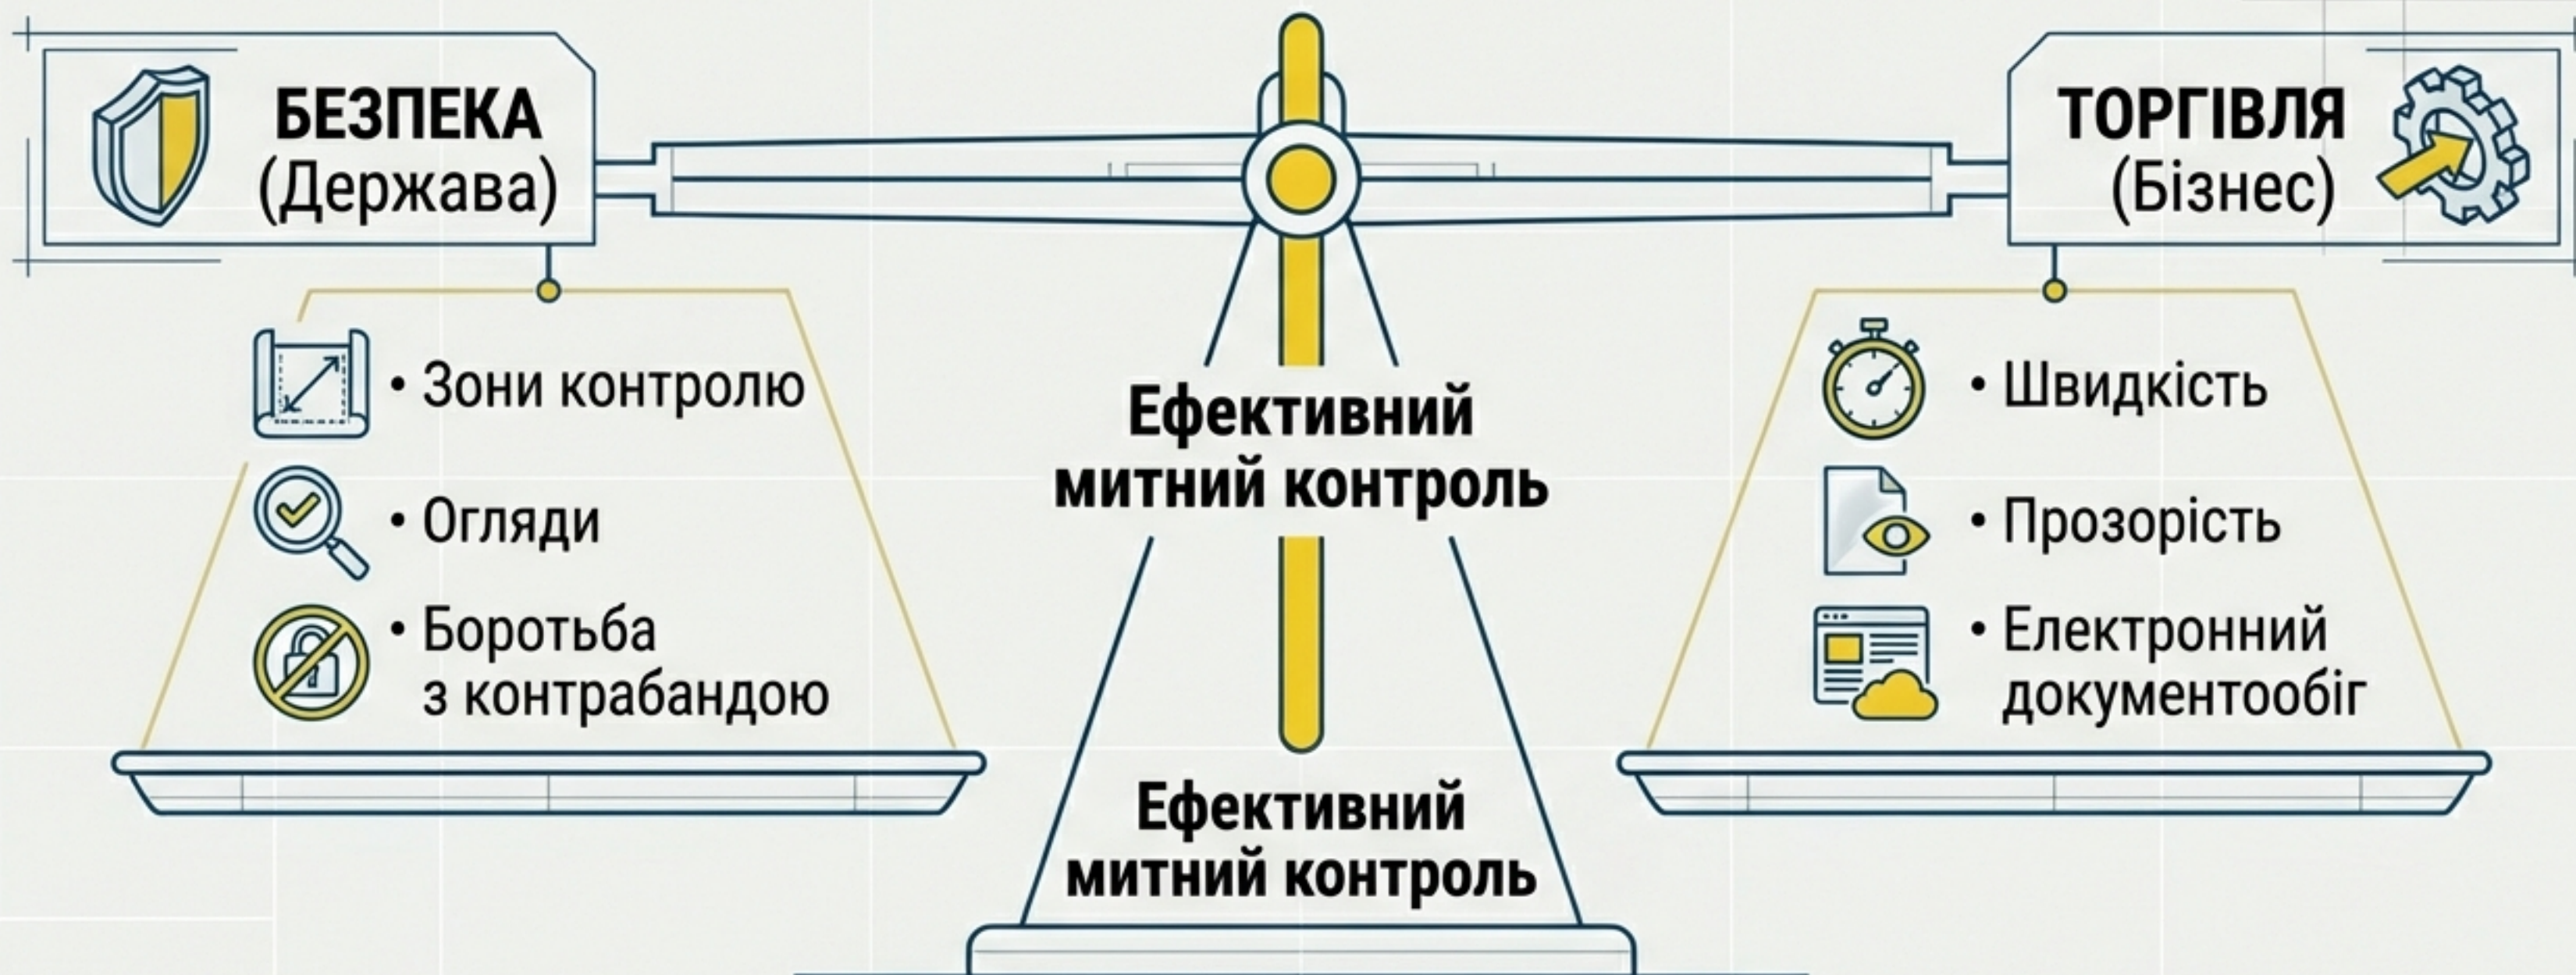 БЕЗПЕКА
(Держава)
• Зони контролю
• Огляди
• Боротьба
з контрабандою
Ефективний
митний контроль
Ефективний
митний контроль
ТОРГІВЛЯ
(Бізнес)
• Швидкість
• Прозорість
• Електронний
документообіг